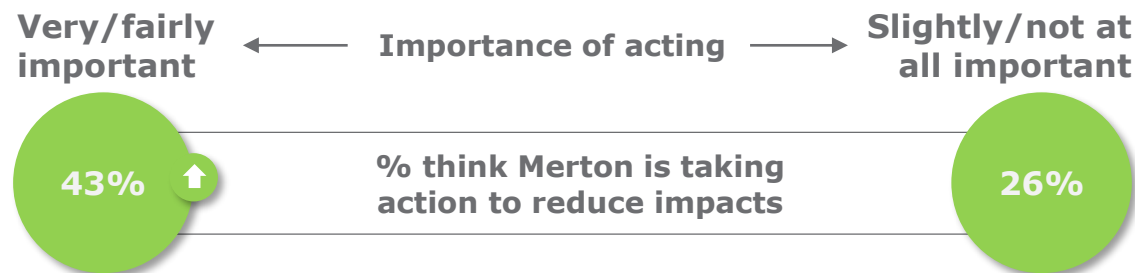 Very/fairly
important
Importance of acting
Slightly/not at
all important
43%
% think Merton is taking
action to reduce impacts
26%